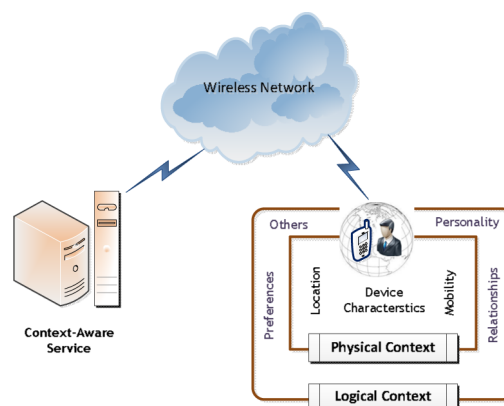 Wireless Network
Others
Personality
Preferences
Location
Device
Characterstics
Mobility
Relationships
Physical Context
Logical Context
Context-Aware
Service